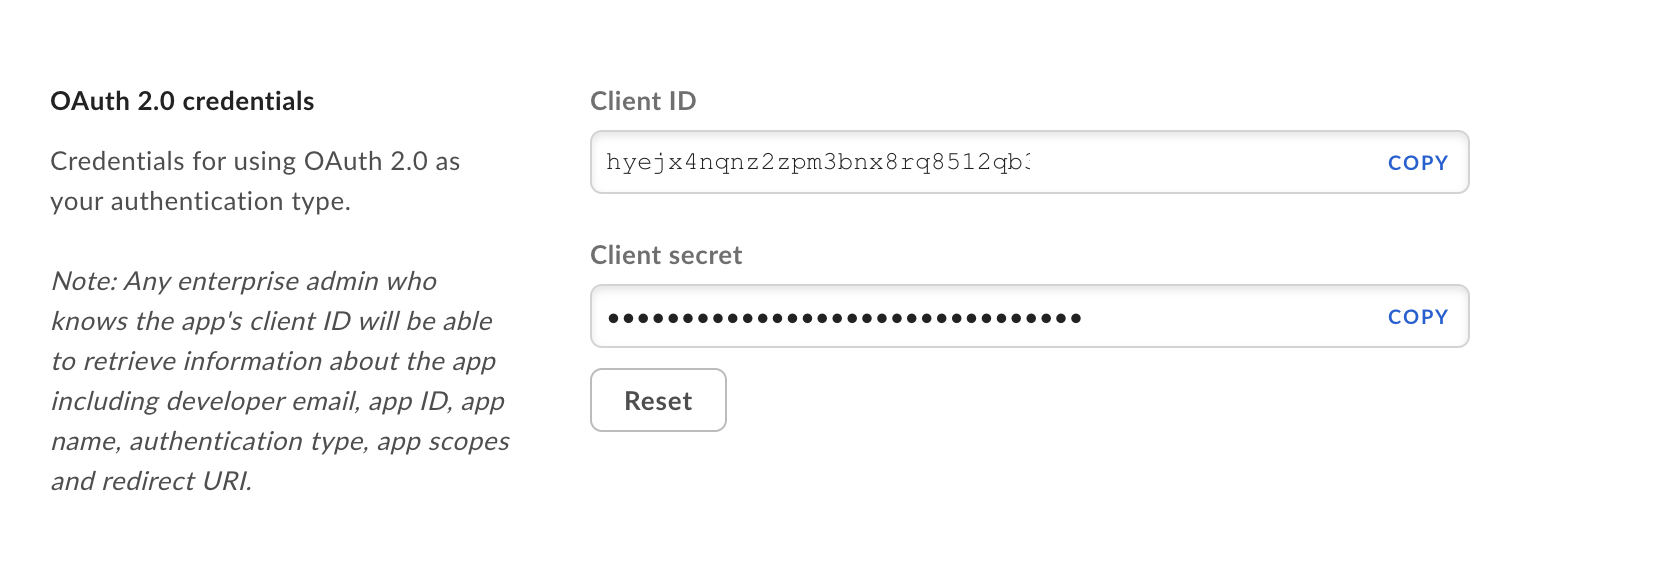 OAuth 2.0 credentials
Credentials for using OAuth 2.0 as
your authentication type.
Note: Any enterprise admin who
knows the app's client ID will be able
to retrieve information about the app
including developer email, app ID, app
name, authentication type, app scopes
and redirect URI.
Client ID
hyejx4nqnz2zpm3bnx8rq8512qb3
COPY
Client secret
••••••••••••••••••••••••••••••••
COPY
Reset